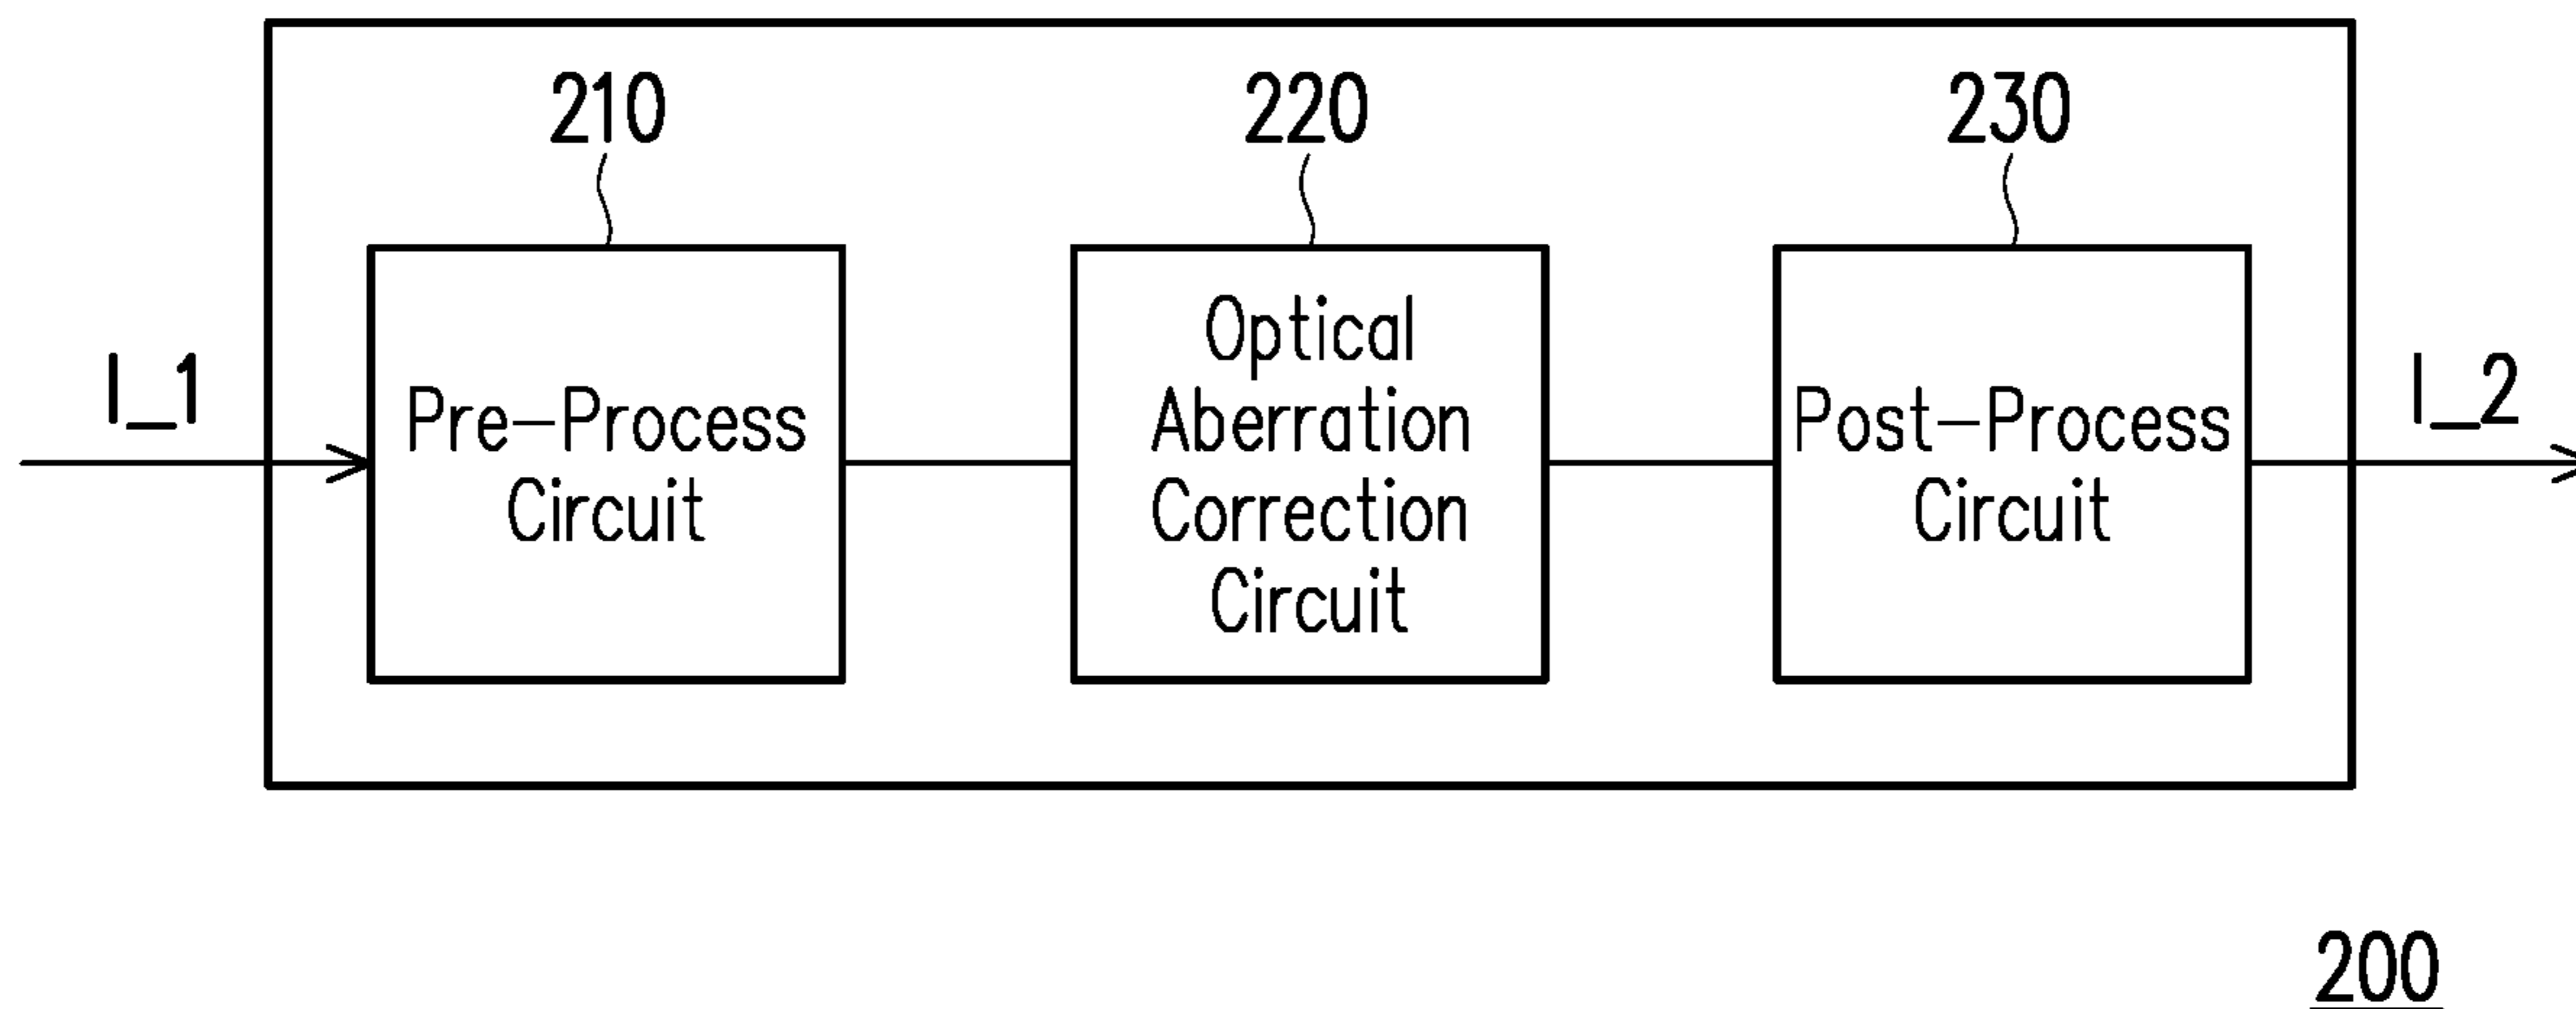 210
220
230
I_1
Pre-Process
Circuit
Optical
Aberration
Correction
Circuit
Post-Process
Circuit
I_2
200